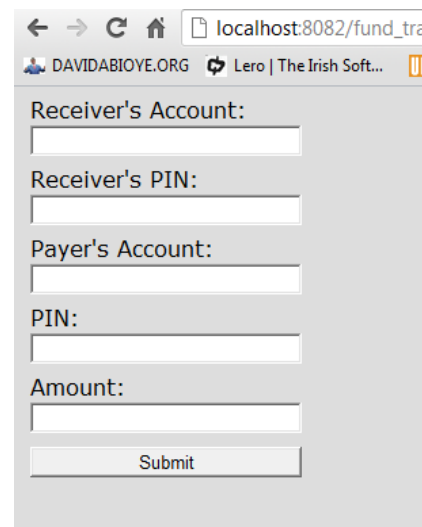 localhost:8082/fund_tra
DAVIDABIOYE.ORG Lero | The Irish Soft...
Receiver's Account:
Receiver's PIN:
Payer's Account:
PIN:
Amount:
Submit